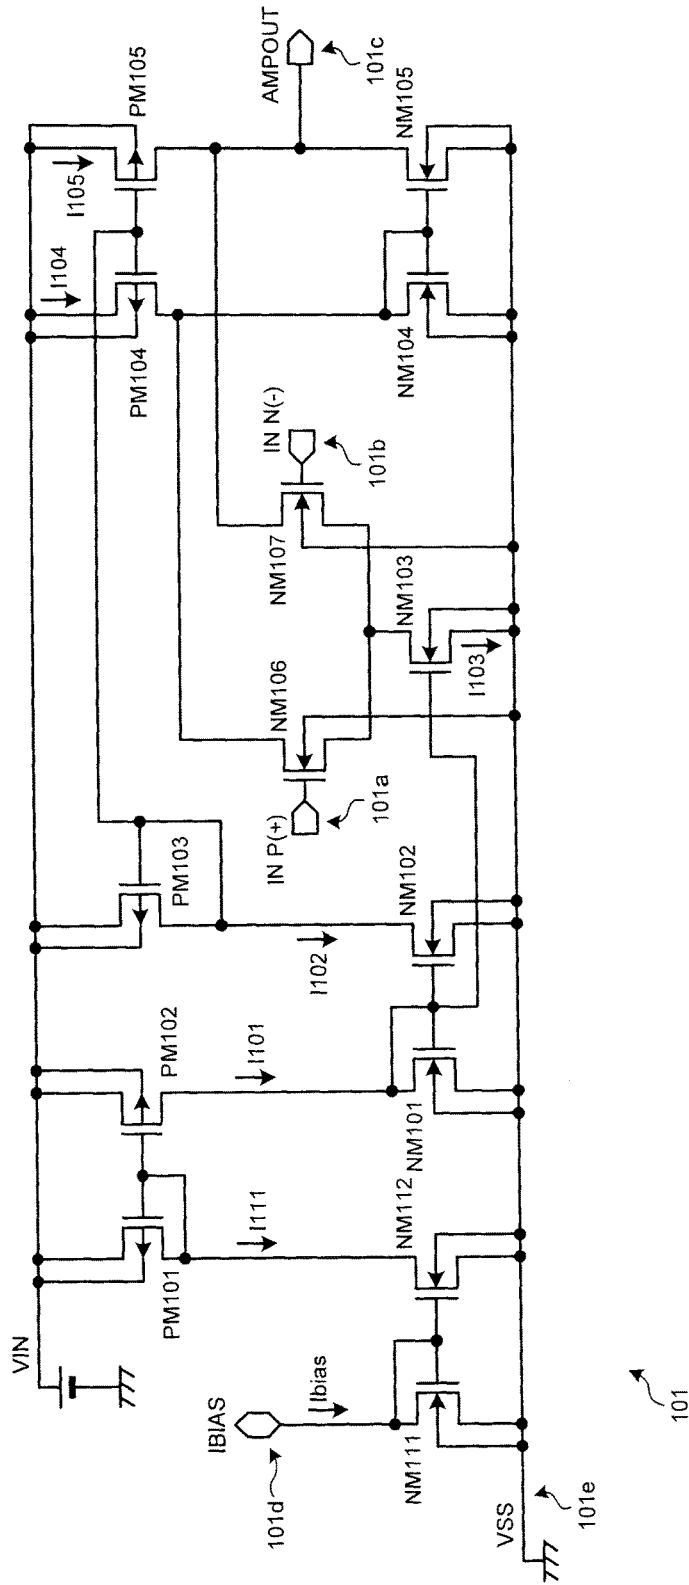 VIN
PM101
PM102
PM103
I104
PM104
I105
PM105
AMPOUT
101c
I111
I101
I102
IN P(+)
101a
NM106
NM107
IN N(-)
101b
IBIAS
101d
Ibias
NM111
NM112
NM101
NM102
I103
NM103
NM104
NM105
VSS
101e
101